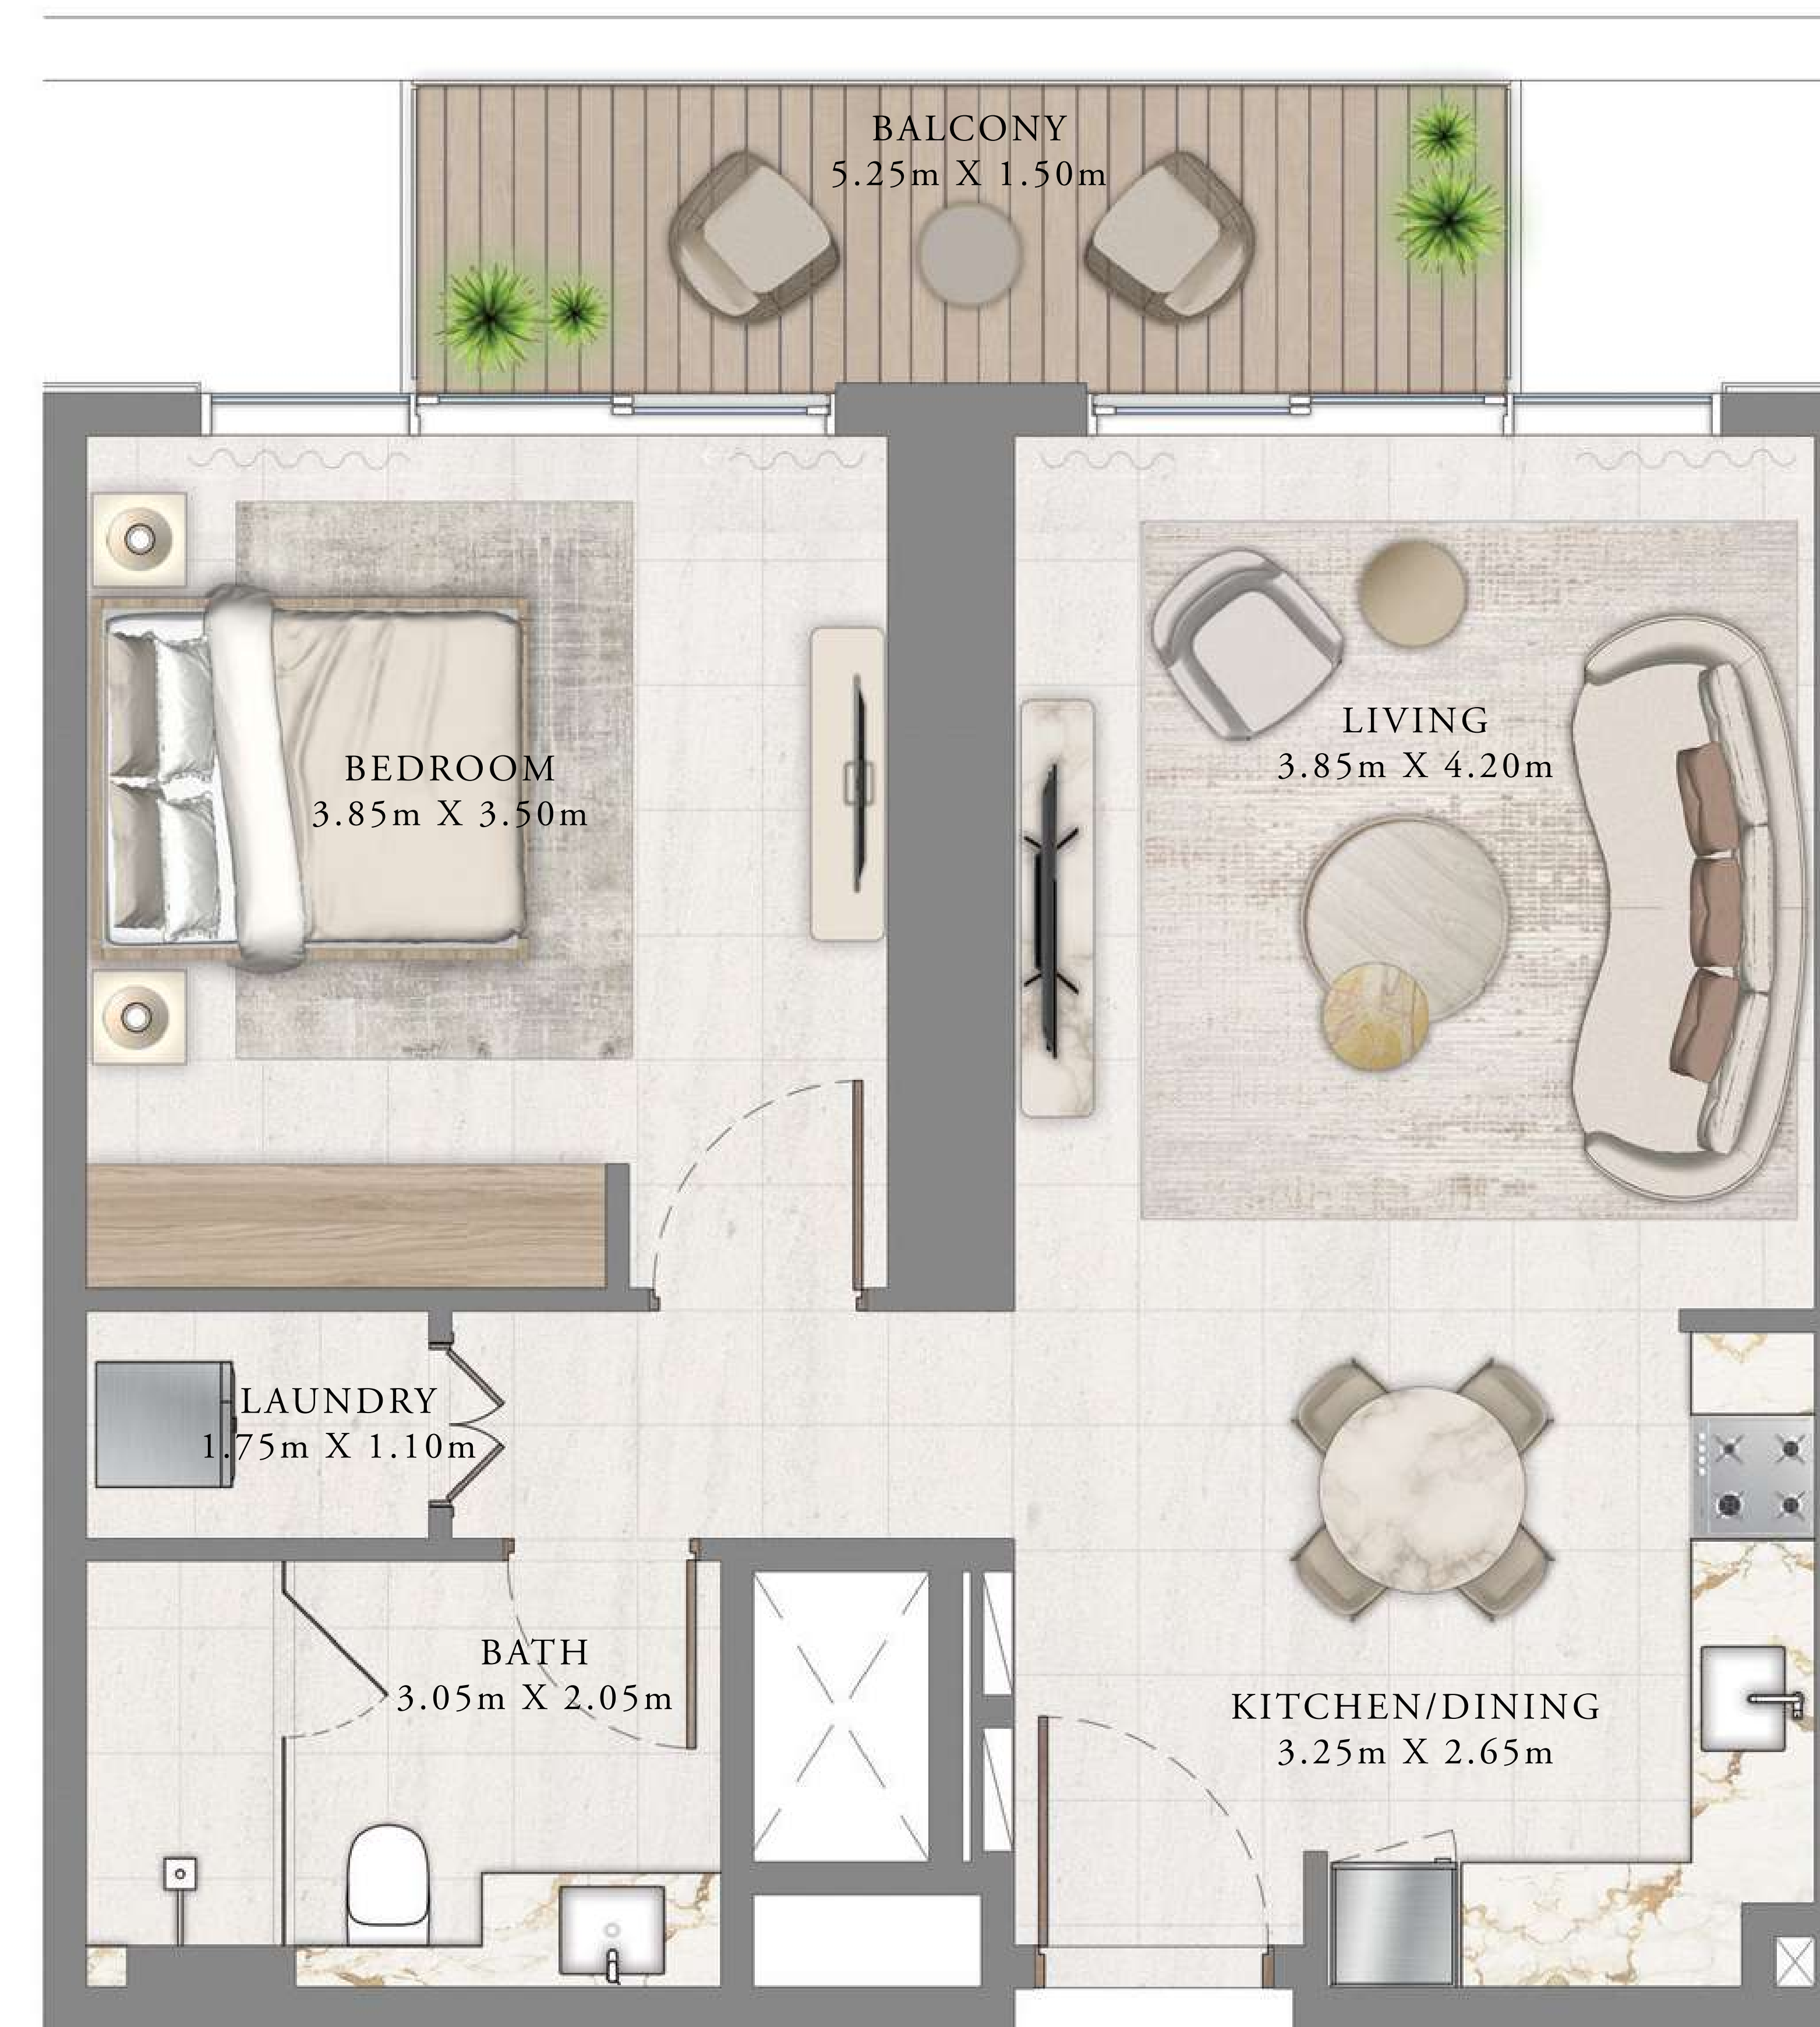 BALCONY
5.25m X 1.50m
BEDROOM
3.85m X 3.50m
LIVING
3.85m X 4.20m
LAUNDRY
1.75m X 1.10m
BATH
3.05m X 2.05m
KITCHEN/DINING
3.25m X 2.65m